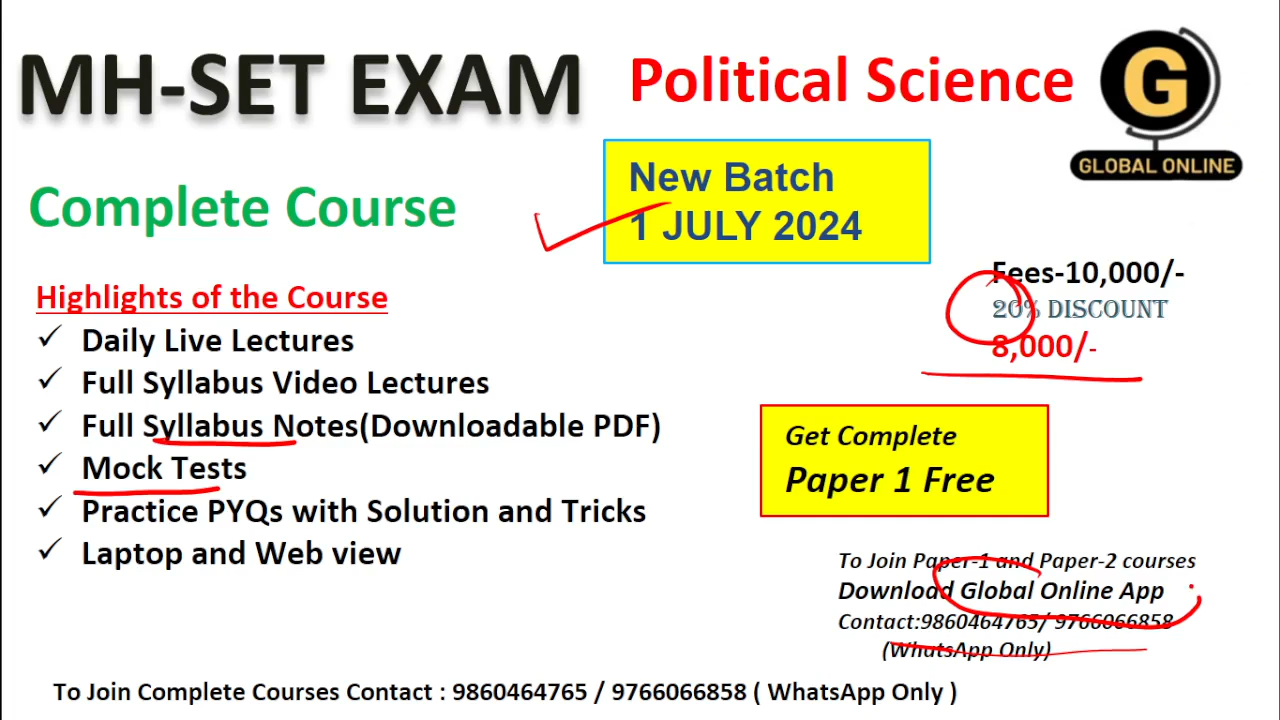 MH-SET EXAM
Political Science
G
GLOBAL ONLINE
Complete Course
New Batch
1 JULY 2024
Fees-10,000/-
20% DISCOUNT
8,000/-
Highlights of the Course
✓ Daily Live Lectures
✓ Full Syllabus Video Lectures
✓ Full Syllabus Notes(Downloadable PDF)
✓ Mock Tests
✓ Practice PYQs with Solution and Tricks
✓ Laptop and Web view
Get Complete
Paper 1 Free
To Join Paper-1 and Paper-2 courses
Download Global Online App
Contact:9860464765/ 9766066858
(WhatsApp Only)
To Join Complete Courses Contact : 9860464765 / 9766066858 ( WhatsApp Only )